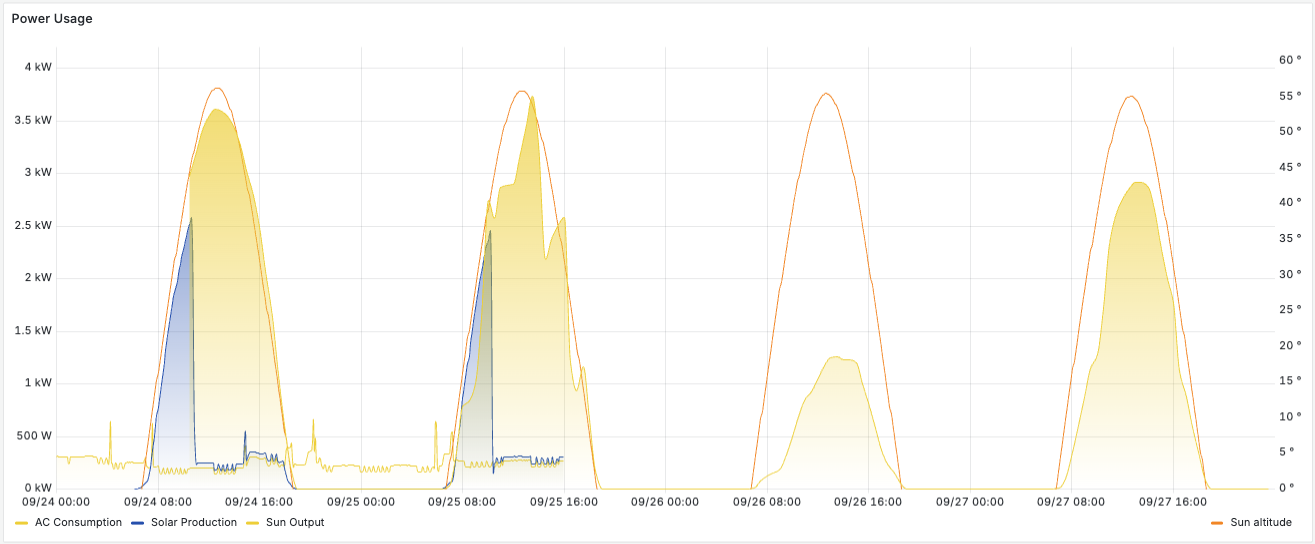 Power Usage
4 kW
3.5 kW
3 kW
2.5 kW
2 kW
1.5 kW
1 kW
500 W
0 kW
60 °
55 °
50 °
45 °
40 °
35 °
30 °
25 °
20 °
15 °
10 °
5 °
0 °
09/24 00:00 09/24 08:00 09/24 16:00 09/25 00:00 09/25 08:00 09/25 16:00 09/26 00:00 09/26 08:00 09/26 16:00 09/27 00:00 09/27 08:00 09/27 16:00
AC Consumption Solar Production Sun Output Sun altitude